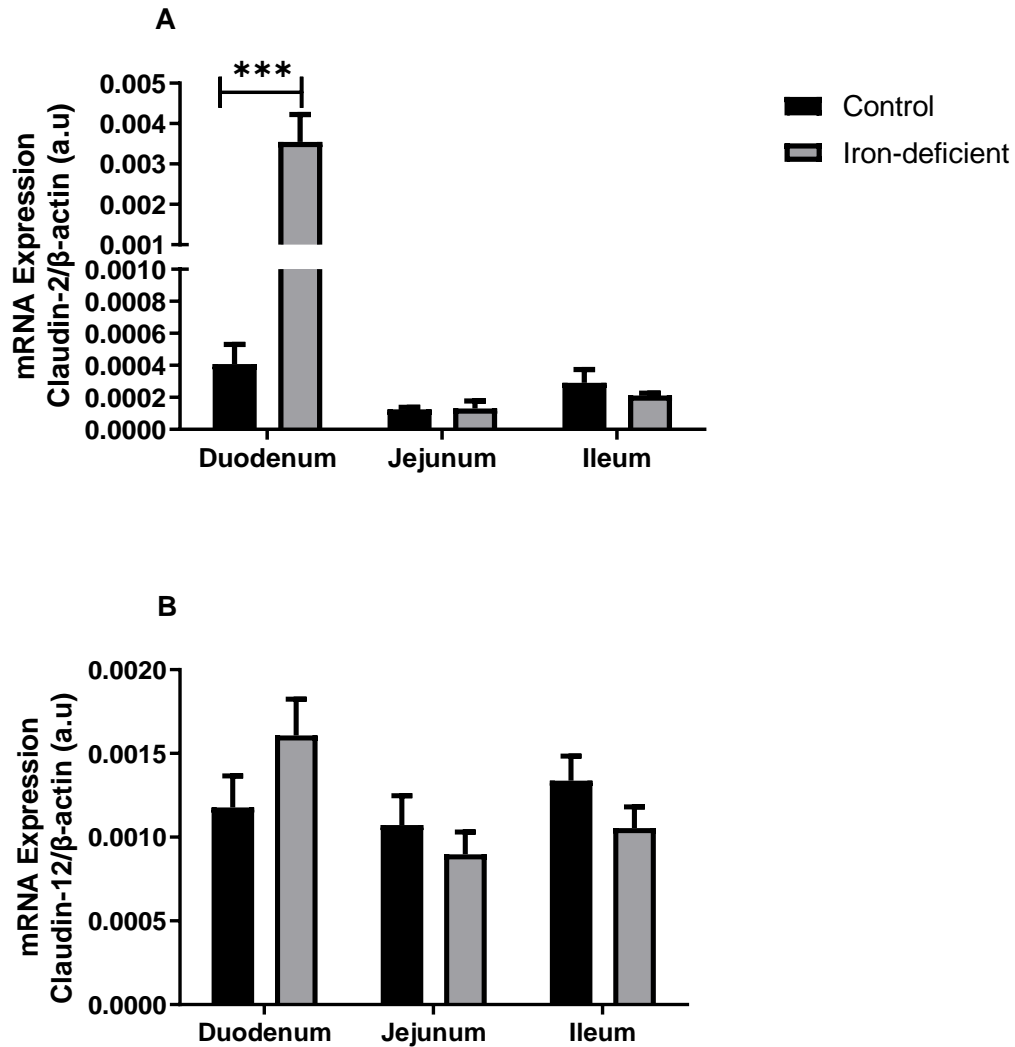 A
***
mRNA Expression
Claudin-2/β-actin (a.u)
0.005
0.004
0.003
0.002
0.001
0.0010
0.0008
0.0006
0.0004
0.0002
0.0000
Duodenum Jejunum Ileum
Control
Iron-deficient
B
mRNA Expression
Claudin-12/β-actin (a.u)
0.0020
0.0015
0.0010
0.0005
0.0000
Duodenum Jejunum Ileum